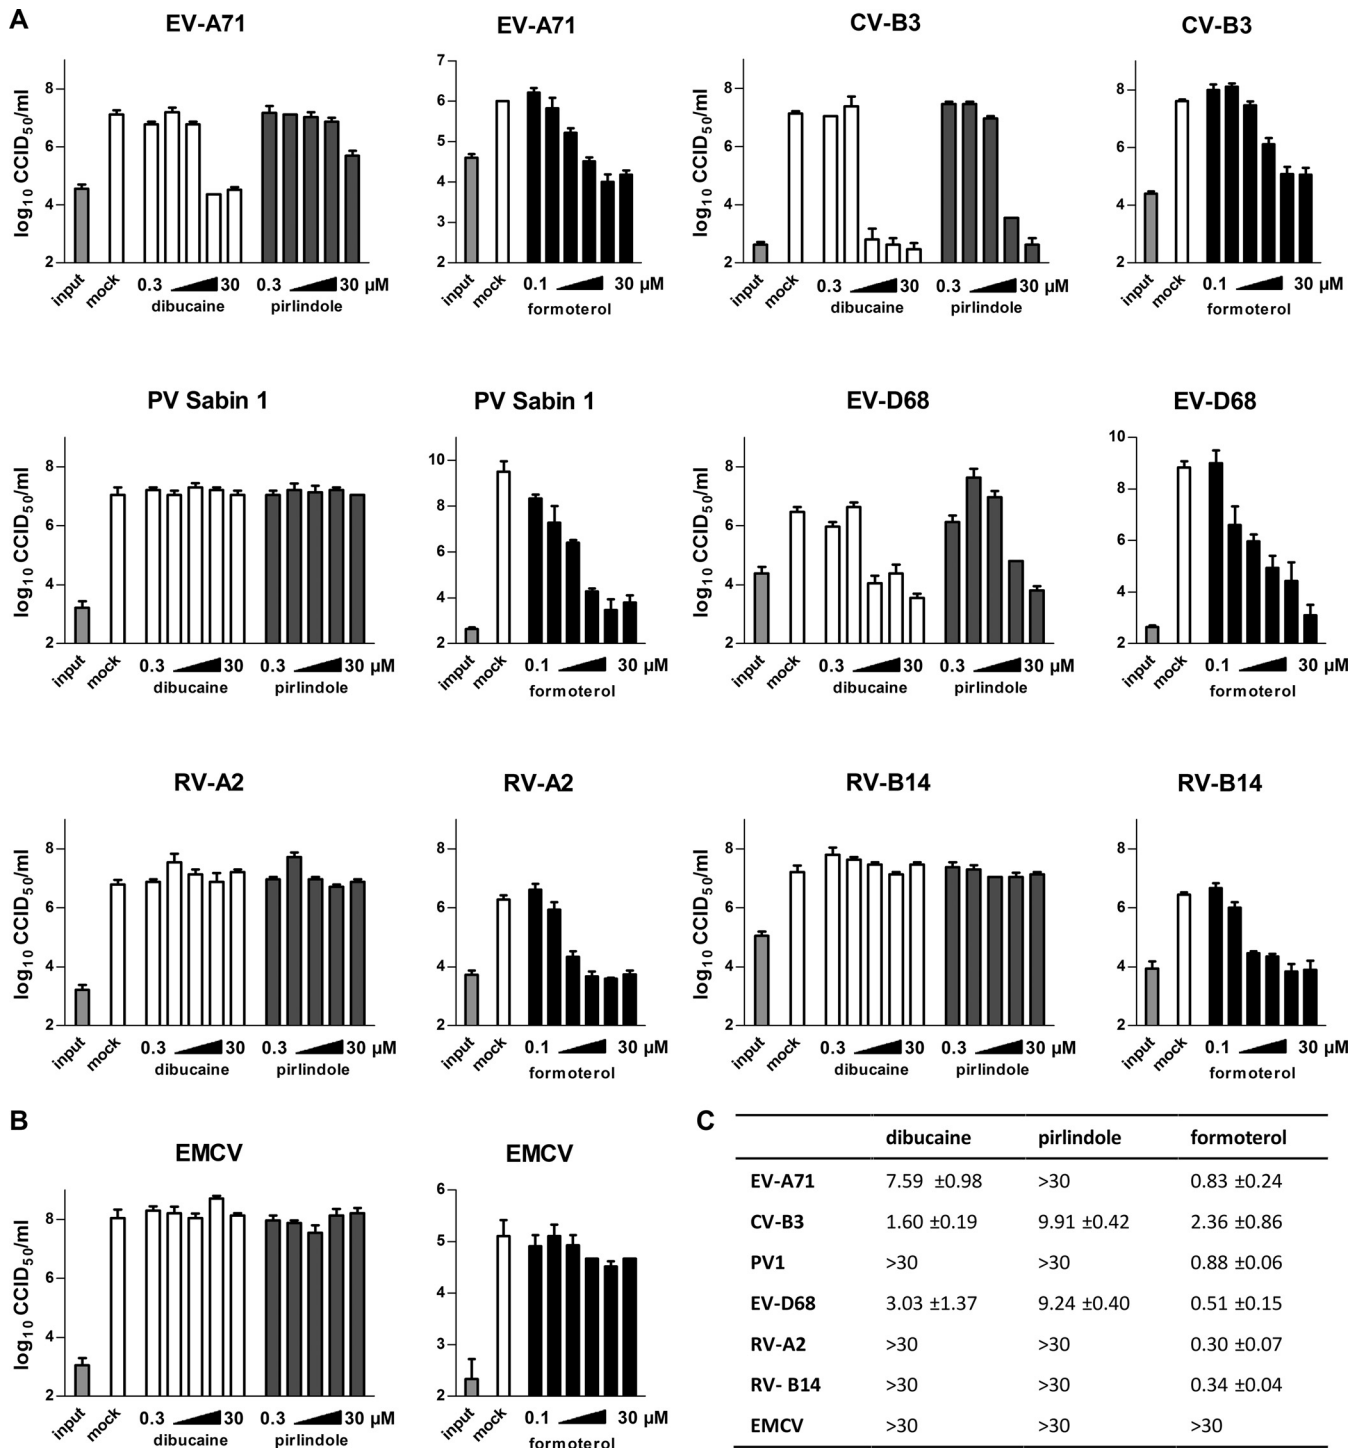 A
EV-A71
EV-A71
CV-B3
CV-B3
log10 CCID50/ml
8
6
4
2
input
mock
0.3
30
dibucaine
0.3
30 µM
pirlindole
7
6
5
4
3
2
input
mock
0.1
30 µM
formoterol
log10 CCID50/ml
8
6
4
2
input
mock
0.3
30
dibucaine
0.3
30 µM
pirlindole
8
6
4
2
input
mock
0.1
30 µM
formoterol
PV Sabin 1
PV Sabin 1
EV-D68
EV-D68
log10 CCID50/ml
8
6
4
2
input
mock
0.3
30
dibucaine
0.3
30 µM
pirlindole
10
8
6
4
2
input
mock
0.1
30 µM
formoterol
log10 CCID50/ml
8
6
4
2
input
mock
0.3
30
dibucaine
0.3
30 µM
pirlindole
10
8
6
4
2
input
mock
0.1
30 µM
formoterol
RV-A2
RV-A2
RV-B14
RV-B14
log10 CCID50/ml
8
6
4
2
input
mock
0.3
30
dibucaine
0.3
30 µM
pirlindole
8
6
4
2
input
mock
0.1
30 µM
formoterol
log10 CCID50/ml
8
6
4
2
input
mock
0.3
30
dibucaine
0.3
30 µM
pirlindole
8
6
4
2
input
mock
0.1
30 µM
formoterol
B
EMCV
EMCV
log10 CCID50/ml
8
6
4
2
input
mock
0.3
30
dibucaine
0.3
30 µM
pirlindole
6
5
4
3
2
input
mock
0.1
30 µM
formoterol
C
dibucaine pirlindole formoterol
EV-A71 7.59 ±0.98 >30 0.83 ±0.24
CV-B3 1.60 ±0.19 9.91 ±0.42 2.36 ±0.86
PV1 >30 >30 0.88 ±0.06
EV-D68 3.03 ±1.37 9.24 ±0.40 0.51 ±0.15
RV-A2 >30 >30 0.30 ±0.07
RV- B14 >30 >30 0.34 ±0.04
EMCV >30 >30 >30